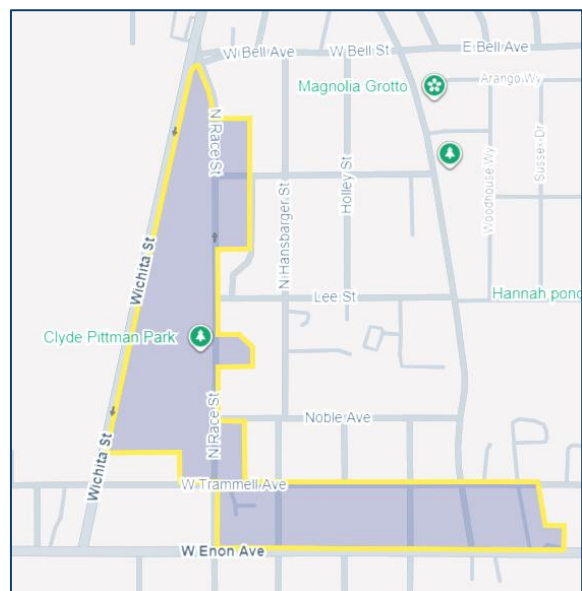 W Bell Ave
W Bell St
E Bell Ave
Magnolia Grotto
Arango Wy
N Race St
Sussex Dr
Woodhouse Wy
Holley St
N Hansbarger St
Wichita St
Lee St
Hannah pond
Clyde Pittman Park
N Race St
Noble Ave
Wichita St
W Trammell Ave
W Enon Ave